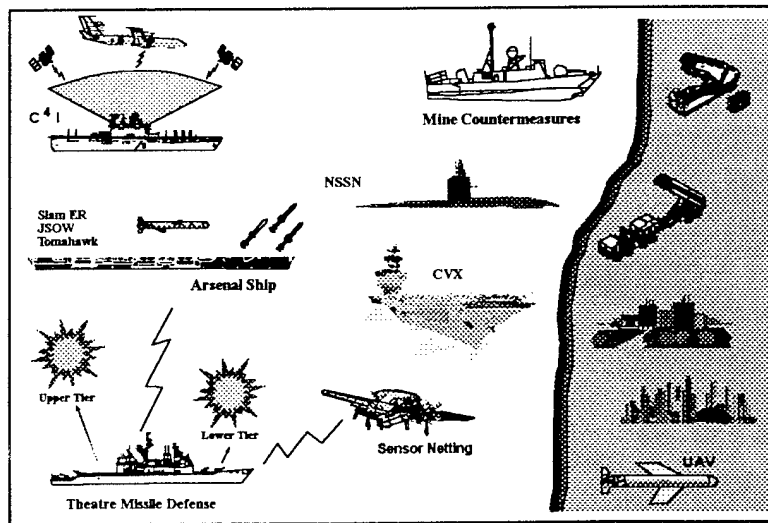 C⁴I
Mine Countermeasures
NSSN
Slam ER
JSOW
Tomahawk
Arsenal Ship
CVX
Upper Tier
Lower Tier
Sensor Netting
Theatre Missile Defense
UAV